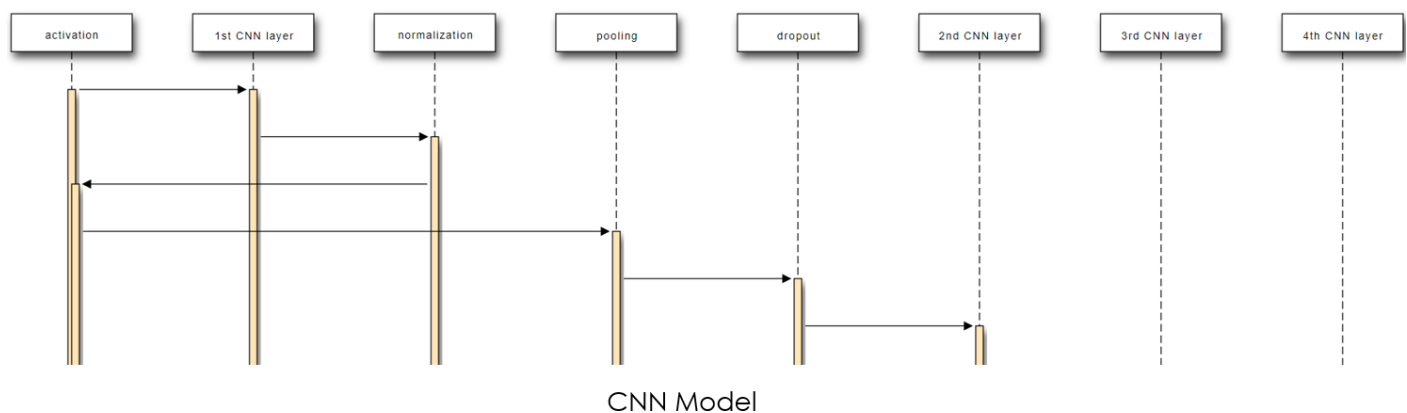 activation
1st CNN layer
normalization
pooling
dropout
2nd CNN layer
3rd CNN layer
4th CNN layer
CNN Model